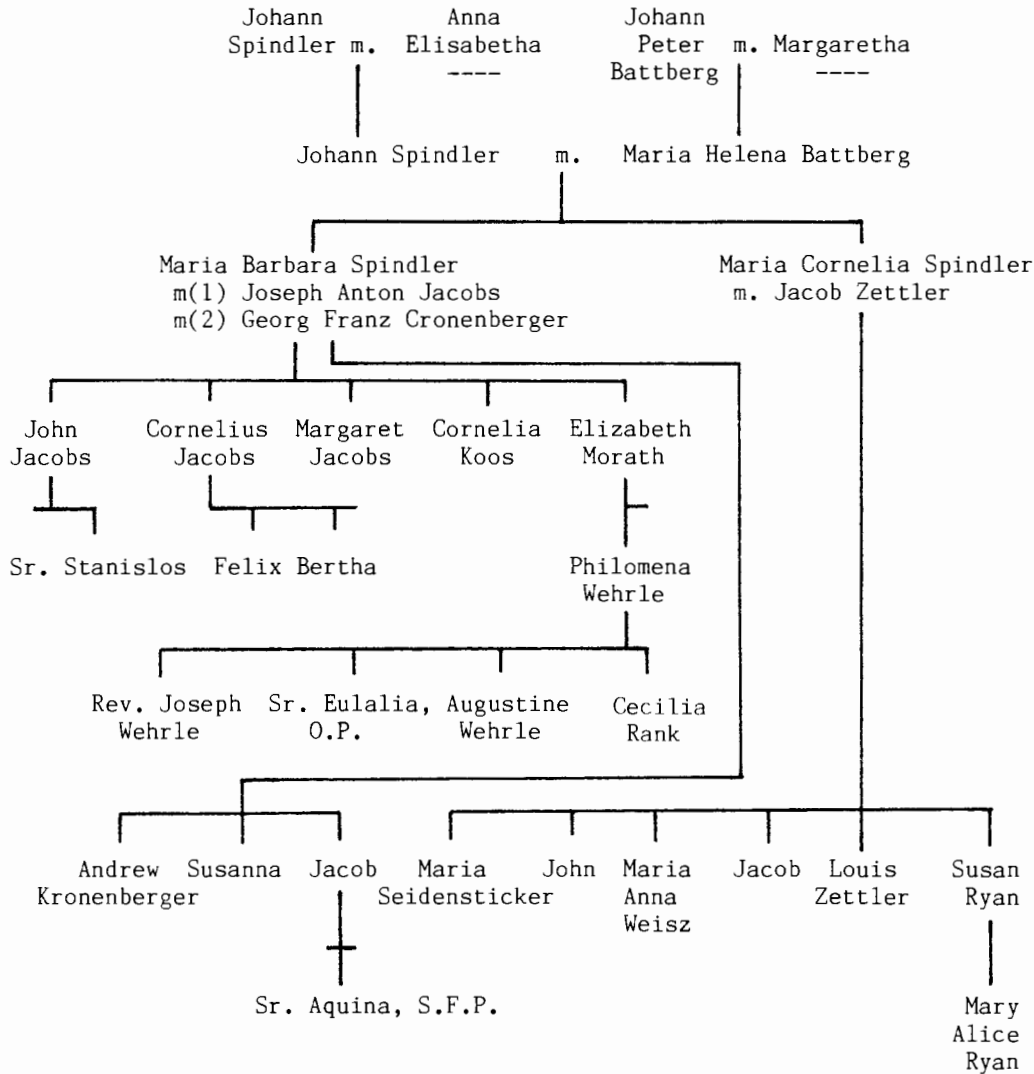 Johann Anna Johann
Spindler m. Elisabetha Peter m. Margaretha
---- Battberg ----
Johann Spindler m. Maria Helena Battberg
Maria Barbara Spindler Maria Cornelia Spindler
m(1) Joseph Anton Jacobs m. Jacob Zettler
m(2) Georg Franz Cronenberger
John Cornelius Margaret Cornelia Elizabeth
Jacobs Jacobs Jacobs Koos Morath
Sr. Stanislos Felix Bertha Philomena
Wehrle
Rev. Joseph Sr. Eulalia, Augustine Cecilia
Wehrle O.P. Wehrle Rank
Andrew Susanna Jacob Maria John Maria Jacob Louis Susan
Kronenberger Seidensticker Anna Zettler Ryan
Weisz
Sr. Aquina, S.F.P. Mary
Alice
Ryan